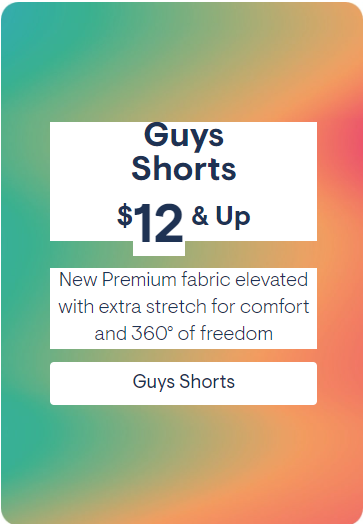 Guys
Shorts
$12 & Up
New Premium fabric elevated
with extra stretch for comfort
and 360° of freedom
Guys Shorts